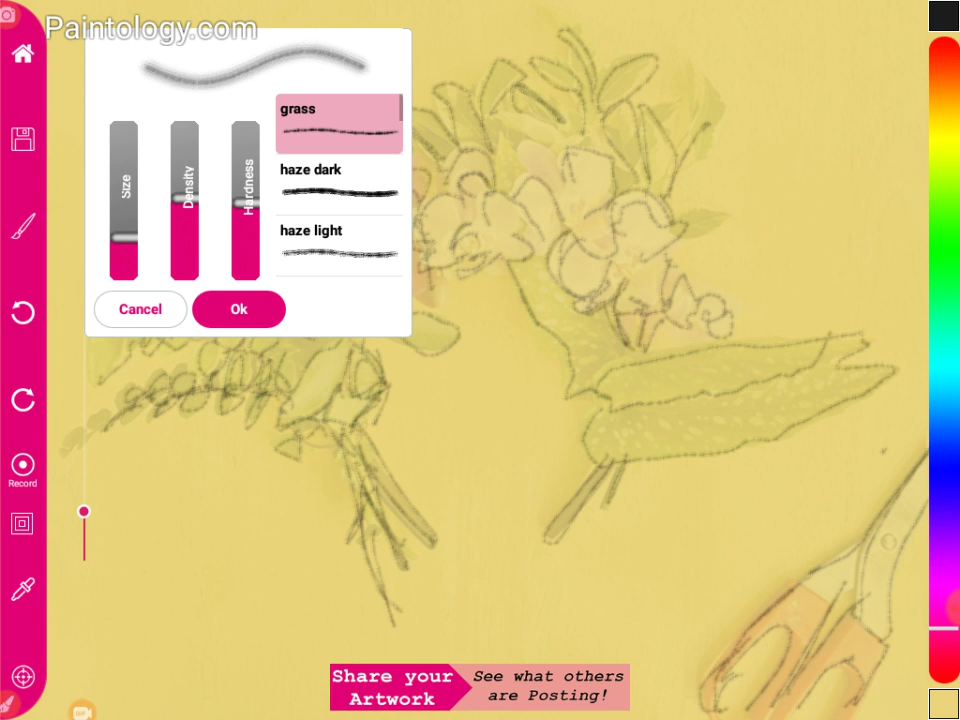 Paintology.com
grass
haze dark
haze light
Size
Density
Hardness
Cancel
Ok
Record
Share your
Artwork
See what others
are Posting!